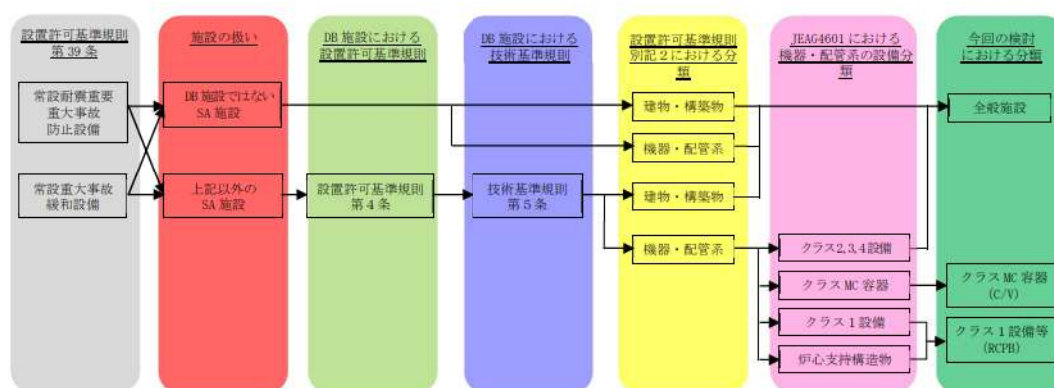 設置許可基準規則
第39条
常設耐震重要
重大事故
防止設備
常設重大事故
緩和設備
施設の扱い
DB施設ではない
SA施設
上記以外の
SA施設
DB施設における
設置許可基準規則
設置許可基準規則
第4条
DB施設における
技術基準規則
技術基準規則
第5条
設置許可基準規則
別記2における分
類
建物・構築物
機器・配管系
建物・構築物
機器・配管系
JEAG4601における
機器・配管系の設備分
類
クラス2,3,4設備
クラスMC容器
クラス1設備
炉心支持構造物
今回の検討
における分類
全般施設
クラスMC容器
(C/V)
クラス1設備等
(RCPB)